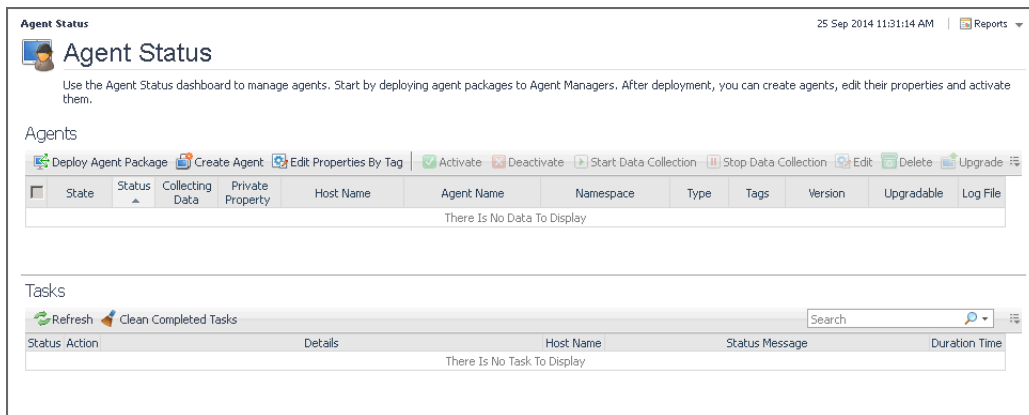 Agent Status 25 Sep 2014 11:31:14 AM | Reports
Agent Status
Use the Agent Status dashboard to manage agents. Start by deploying agent packages to Agent Managers. After deployment, you can create agents, edit their properties and activate
them.
Agents
Deploy Agent Package Create Agent Edit Properties By Tag Activate Deactivate Start Data Collection Stop Data Collection Edit Delete Upgrade
State Status Collecting Data Private Property Host Name Agent Name Namespace Type Tags Version Upgradable Log File
There Is No Data To Display
Tasks
Refresh Clean Completed Tasks Search
Status Action Details Host Name Status Message Duration Time
There Is No Task To Display